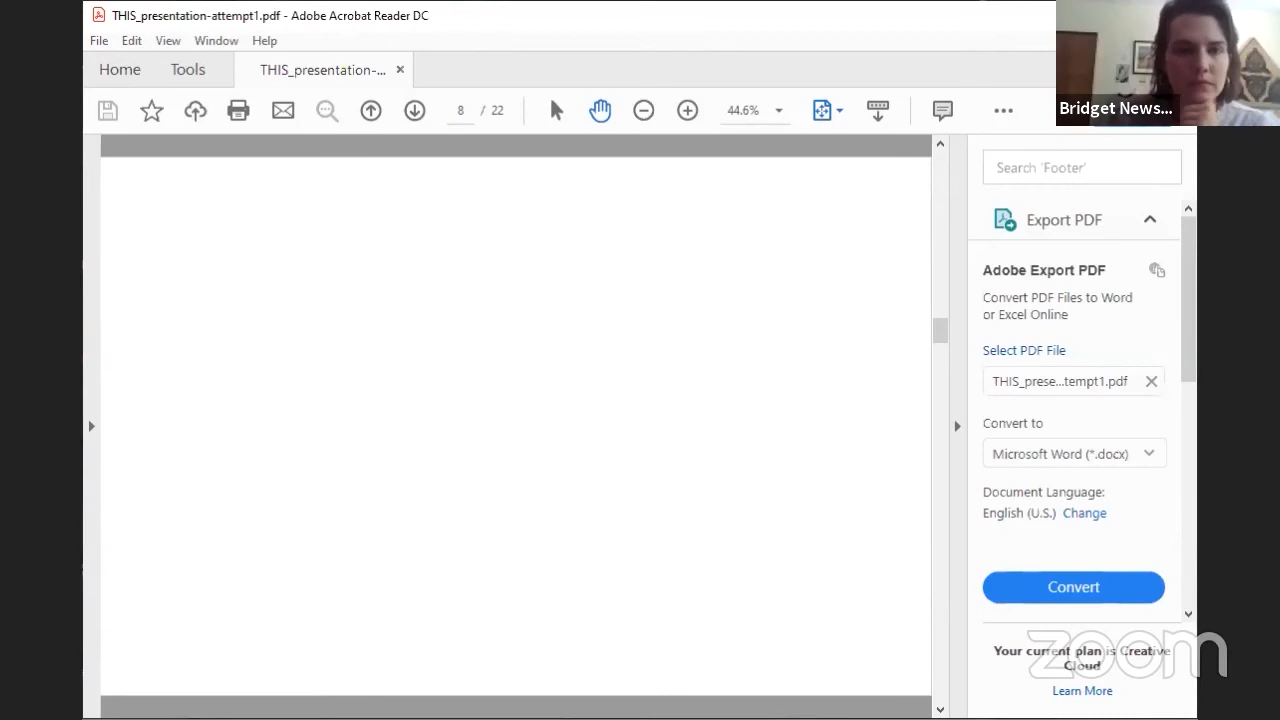 THIS_presentation-attempt1.pdf - Adobe Acrobat Reader DC
File Edit View Window Help
Home Tools THIS_presentation-... ×
8 / 22 44.6%
Bridget News...
Search 'Footer'
Export PDF
Adobe Export PDF
Convert PDF Files to Word
or Excel Online
Select PDF File
THIS_prese...tempt1.pdf
Convert to
Microsoft Word (*.docx)
Document Language:
English (U.S.) Change
Convert
Your current plan is Creative
Cloud
zoom
Learn More